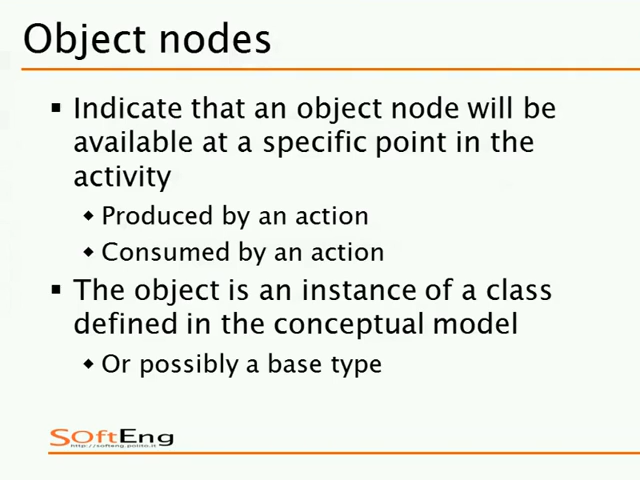 Object nodes
▪ Indicate that an object node will be
available at a specific point in the
activity
◆ Produced by an action
◆ Consumed by an action
▪ The object is an instance of a class
defined in the conceptual model
◆ Or possibly a base type
SOftEng
http://softeng.polito.it